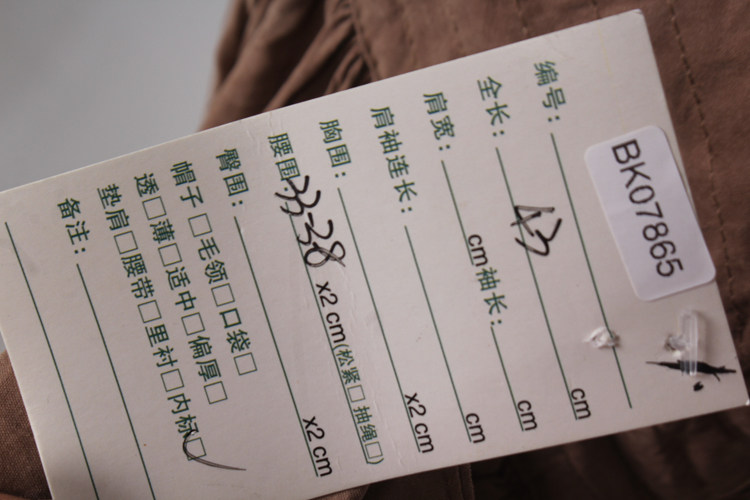 编号: BK07865
全长: 43 cm
肩宽: cm 袖长: cm
肩袖连长: cm
胸围: x2 cm
腰围 33-38 x2 cm (松紧□ 抽绳□)
臀围: x2 cm
帽子□ 毛领□ 口袋□
透□ 薄□ 适中□ 偏厚□
垫肩□ 腰带□ 里衬□ 内标□
备注: